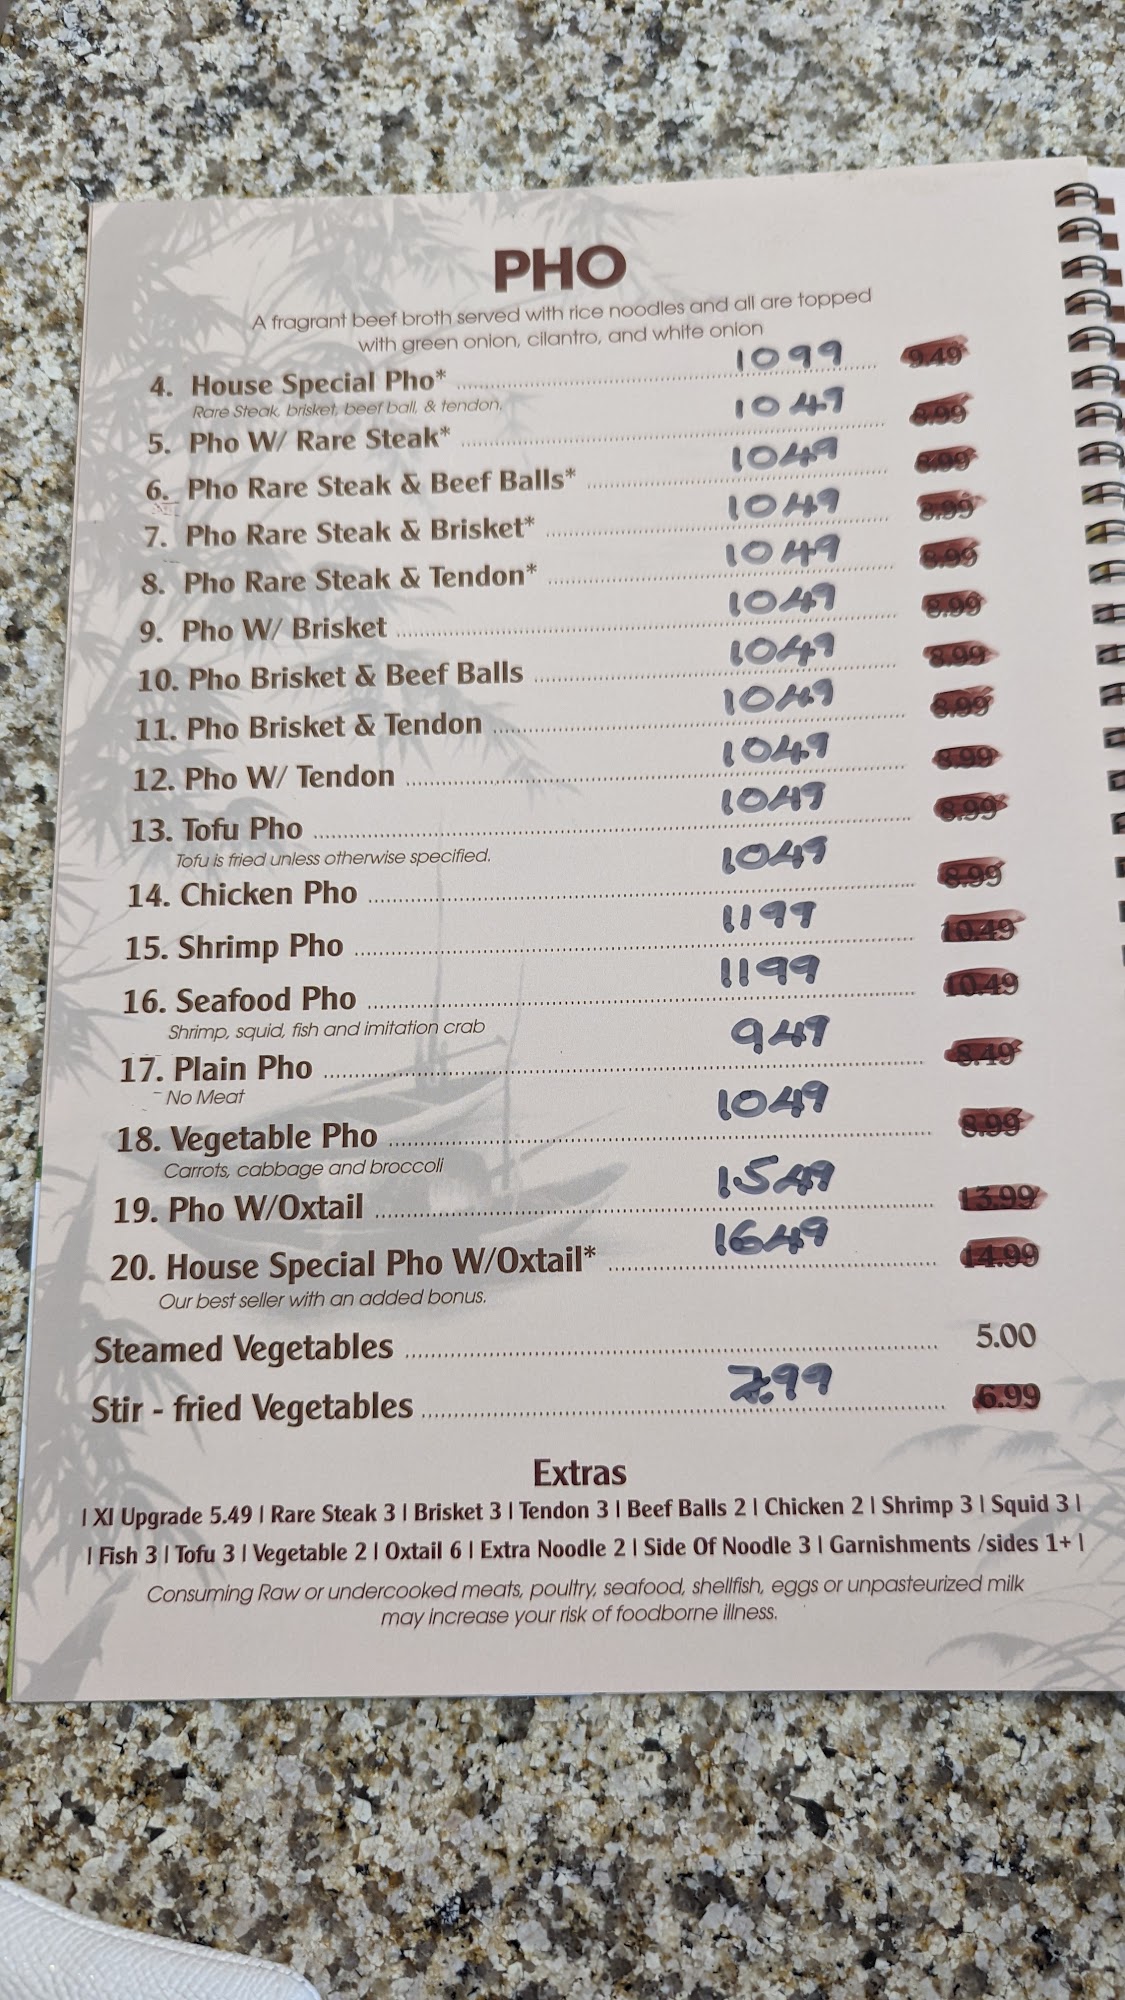 PHO
A fragrant beef broth served with rice noodles and all are topped
with green onion, cilantro, and white onion
4. House Special Pho* 1099 9.49
Rare Steak, brisket, beef ball, & tendon.
5. Pho W/ Rare Steak* 1049 8.99
6. Pho Rare Steak & Beef Balls* 1049 8.99
7. Pho Rare Steak & Brisket* 1049 8.99
8. Pho Rare Steak & Tendon* 1049 8.99
9. Pho W/ Brisket 1049 8.99
10. Pho Brisket & Beef Balls 1049 8.99
11. Pho Brisket & Tendon 1049 8.99
12. Pho W/ Tendon 1049 8.99
13. Tofu Pho 1049 8.99
Tofu is fried unless otherwise specified.
14. Chicken Pho 1049 8.99
15. Shrimp Pho 1199 10.49
16. Seafood Pho 1199 10.49
Shrimp, squid, fish and imitation crab
17. Plain Pho 949 8.49
No Meat
18. Vegetable Pho 1049 8.99
Carrots, cabbage and broccoli
19. Pho W/Oxtail 1549 13.99
20. House Special Pho W/Oxtail* 1649 14.99
Our best seller with an added bonus.
Steamed Vegetables 5.00
Stir - fried Vegetables 7.99 6.99
Extras
| Xl Upgrade 5.49 | Rare Steak 3 | Brisket 3 | Tendon 3 | Beef Balls 2 | Chicken 2 | Shrimp 3 | Squid 3 |
| Fish 3 | Tofu 3 | Vegetable 2 | Oxtail 6 | Extra Noodle 2 | Side Of Noodle 3 | Garnishments /sides 1+ |
Consuming Raw or undercooked meats, poultry, seafood, shellfish, eggs or unpasteurized milk
may increase your risk of foodborne illness.